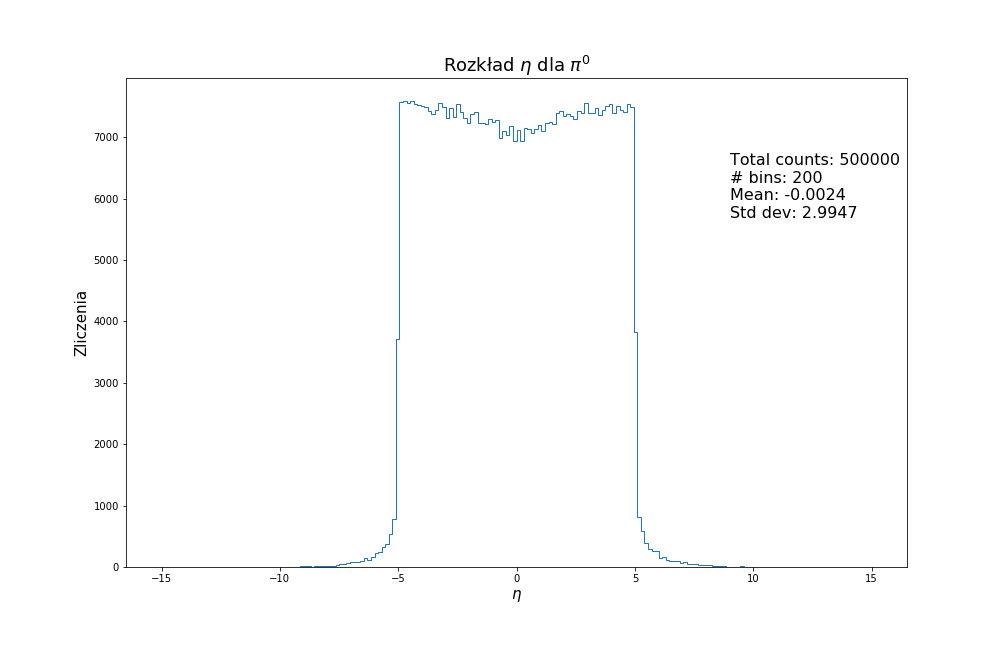 Rozkład η dla π⁰
Zliczenia
7000
6000
5000
4000
3000
2000
1000
0
Total counts: 500000
# bins: 200
Mean: -0.0024
Std dev: 2.9947
−15 −10 −5 0 5 10 15
η